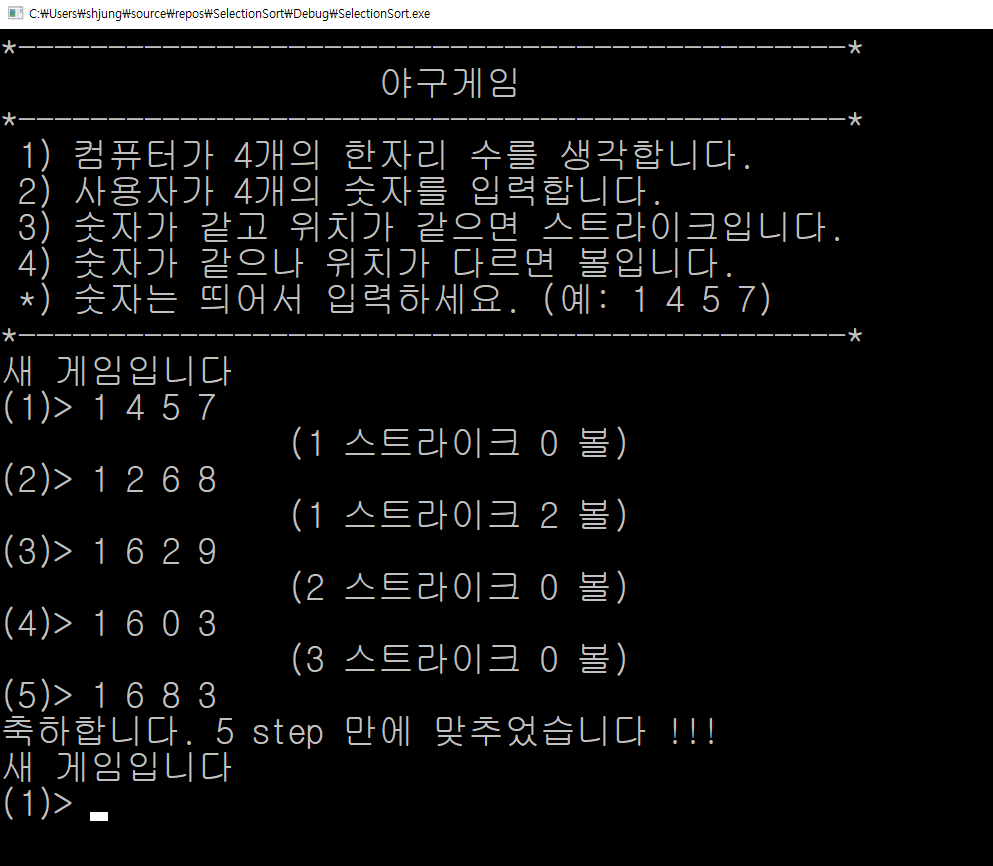 C:₩Users₩shjung₩source₩repos₩SelectionSort₩Debug₩SelectionSort.exe
*----------------------------------------------*
야구게임
*----------------------------------------------*
1) 컴퓨터가 4개의 한자리 수를 생각합니다.
2) 사용자가 4개의 숫자를 입력합니다.
3) 숫자가 같고 위치가 같으면 스트라이크입니다.
4) 숫자가 같으나 위치가 다르면 볼입니다.
*) 숫자는 띄어서 입력하세요. (예: 1 4 5 7)
*----------------------------------------------*
새 게임입니다
(1)> 1 4 5 7
(1 스트라이크 0 볼)
(2)> 1 2 6 8
(1 스트라이크 2 볼)
(3)> 1 6 2 9
(2 스트라이크 0 볼)
(4)> 1 6 0 3
(3 스트라이크 0 볼)
(5)> 1 6 8 3
축하합니다. 5 step 만에 맞추었습니다 !!!
새 게임입니다
(1)>